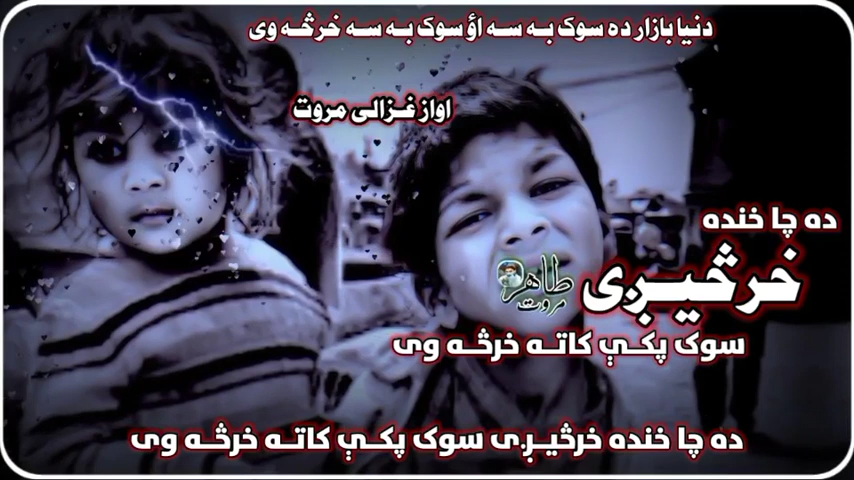 دنیا بازار ده سوک به سه اؤ سوک به سه خرڅه وی
اواز غزالی مروت
ده چا خنده
خرڅیږی
طاهر
مروت
سوک پکې کاته خرڅه وی
ده چا خنده خرڅیږی سوک پکې کاته خرڅه وی